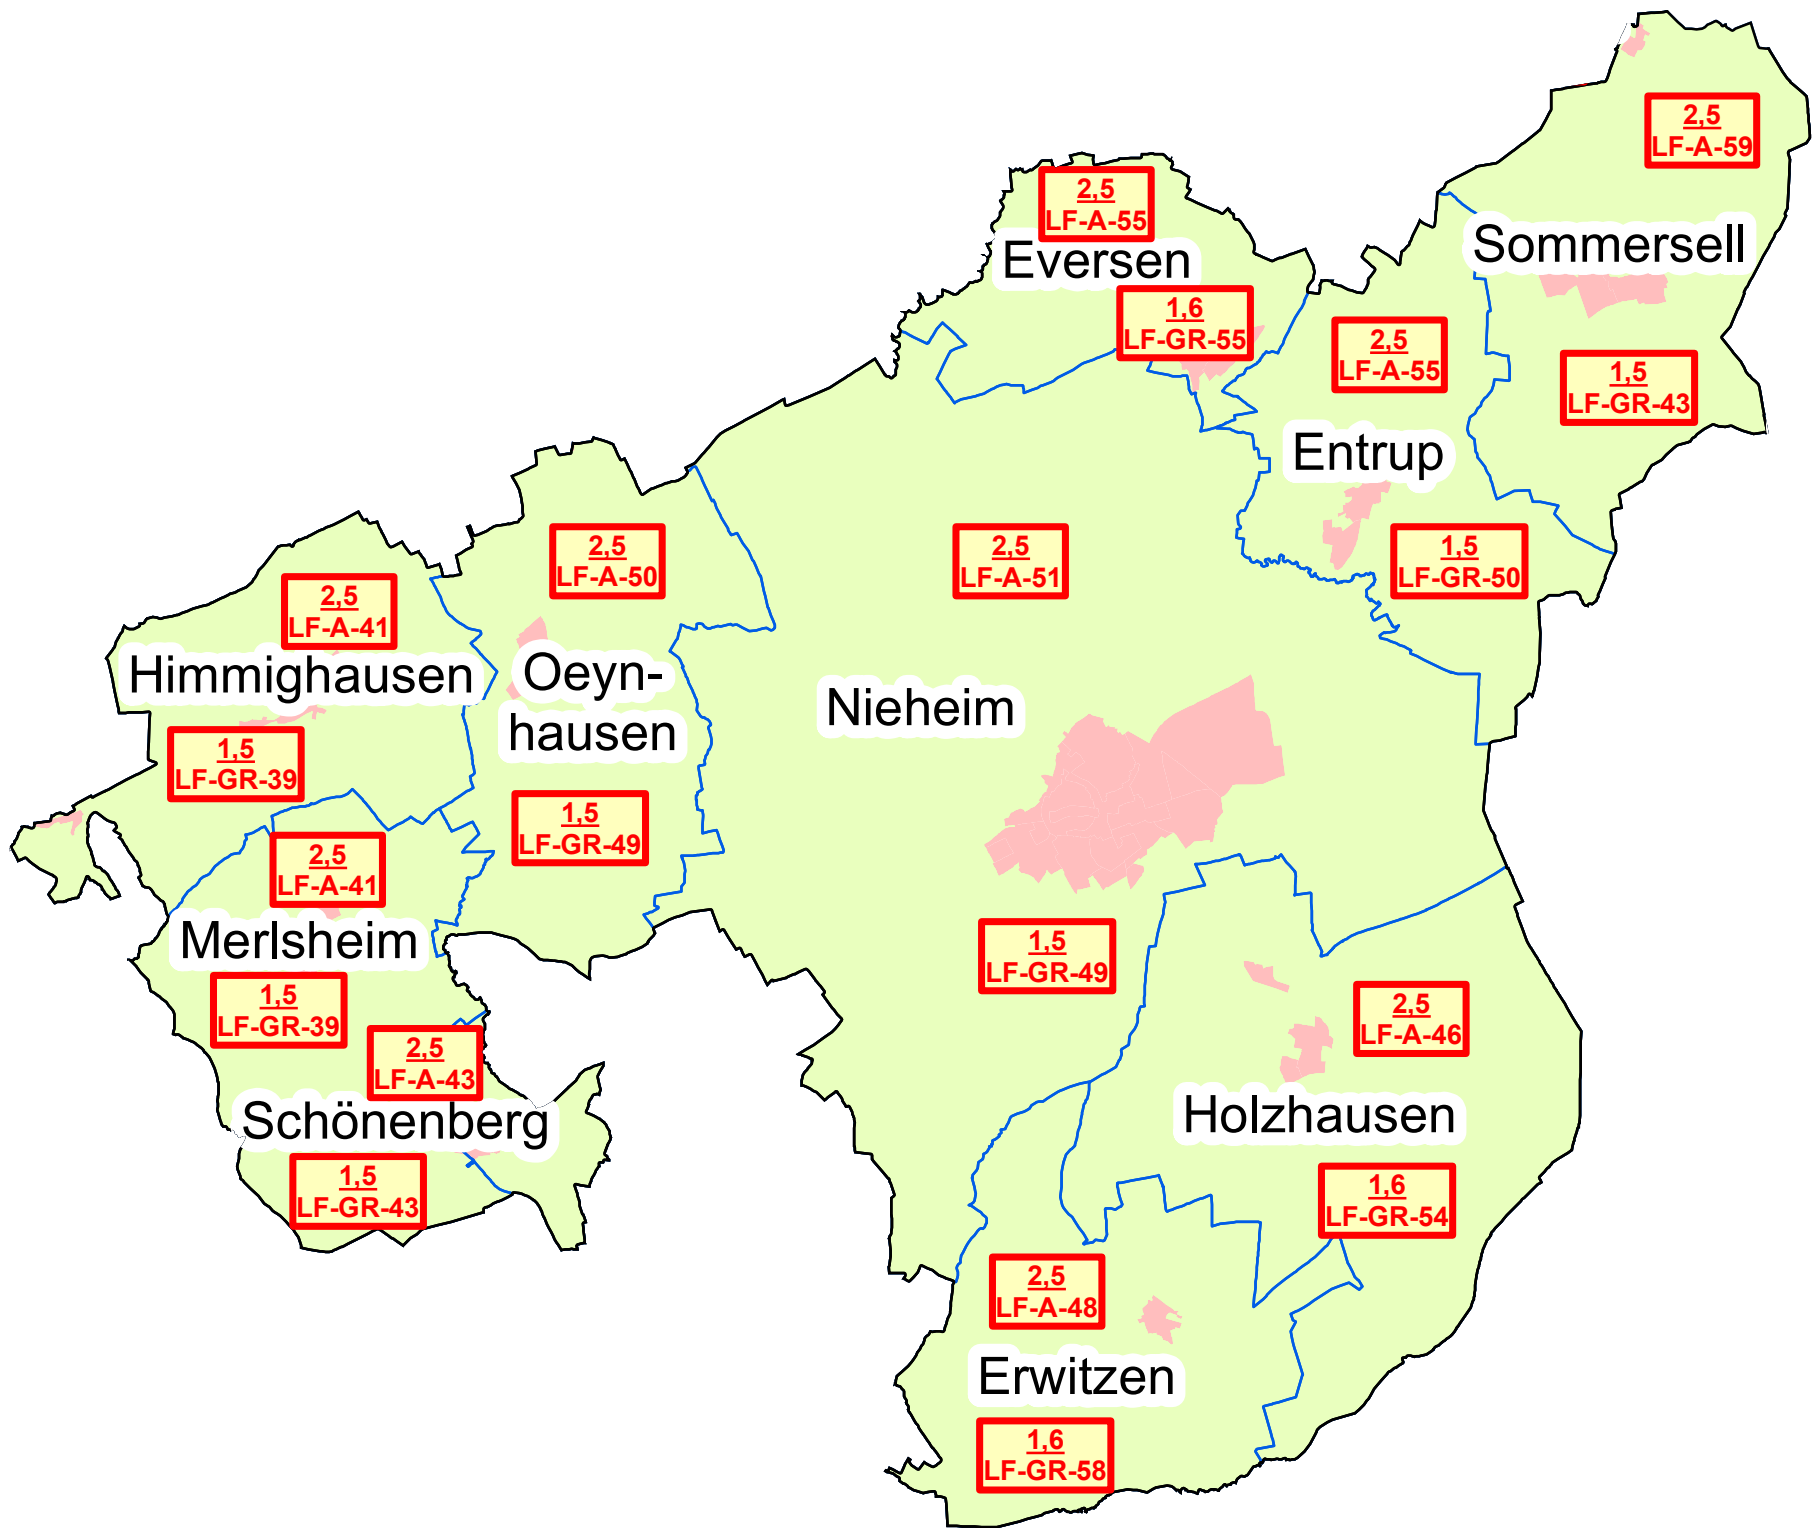 2,5
LF-A-59
2,5
LF-A-55
Eversen
Sommersell
1,6
LF-GR-55
2,5
LF-A-55
1,5
LF-GR-43
Entrup
2,5
LF-A-50
2,5
LF-A-51
1,5
LF-GR-50
2,5
LF-A-41
Himmighausen
Oeyn-
hausen
Nieheim
1,5
LF-GR-39
1,5
LF-GR-49
2,5
LF-A-41
Merlsheim
1,5
LF-GR-49
1,5
LF-GR-39
2,5
LF-A-46
2,5
LF-A-43
Schönenberg
Holzhausen
1,5
LF-GR-43
1,6
LF-GR-54
2,5
LF-A-48
Erwitzen
1,6
LF-GR-58